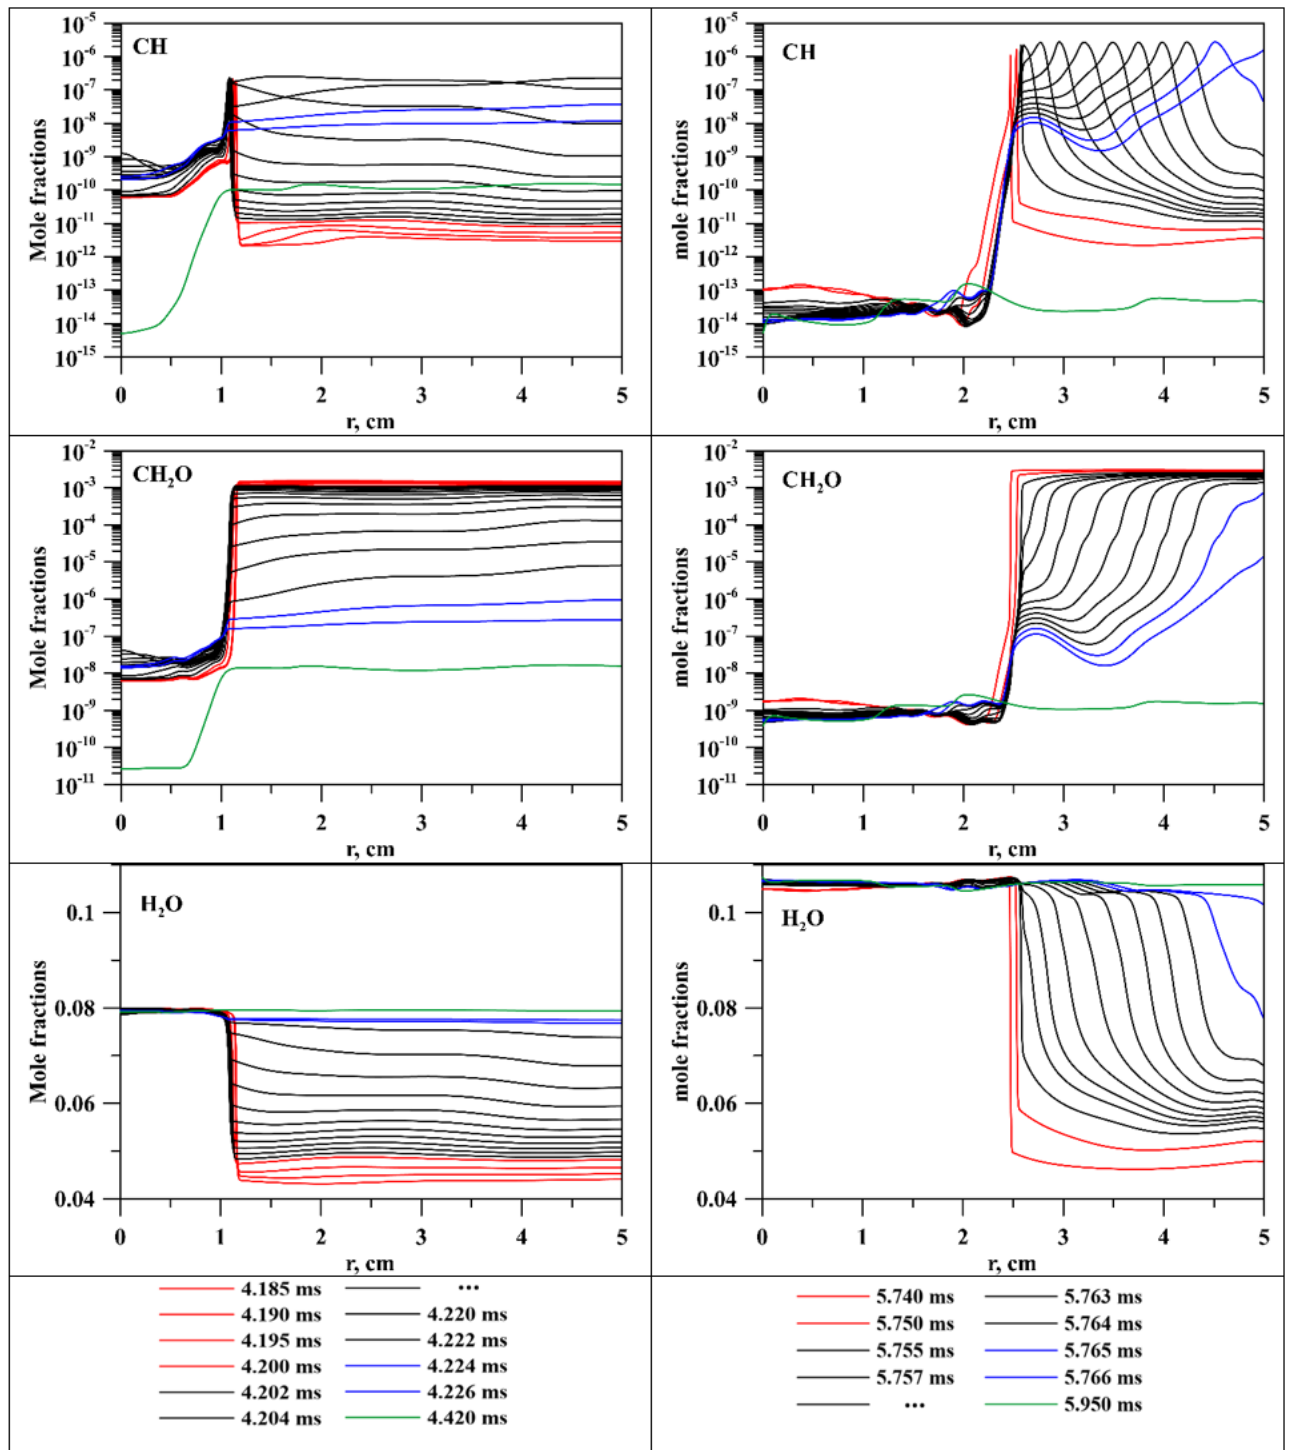 CH
Mole fractions
10⁻⁵
10⁻⁶
10⁻⁷
10⁻⁸
10⁻⁹
10⁻¹⁰
10⁻¹¹
10⁻¹²
10⁻¹³
10⁻¹⁴
10⁻¹⁵
0 1 2 3 4 5
r, cm
CH
mole fractions
10⁻⁵
10⁻⁶
10⁻⁷
10⁻⁸
10⁻⁹
10⁻¹⁰
10⁻¹¹
10⁻¹²
10⁻¹³
10⁻¹⁴
10⁻¹⁵
0 1 2 3 4 5
r, cm
CH₂O
Mole fractions
10⁻²
10⁻³
10⁻⁴
10⁻⁵
10⁻⁶
10⁻⁷
10⁻⁸
10⁻⁹
10⁻¹⁰
10⁻¹¹
0 1 2 3 4 5
r, cm
CH₂O
mole fractions
10⁻²
10⁻³
10⁻⁴
10⁻⁵
10⁻⁶
10⁻⁷
10⁻⁸
10⁻⁹
10⁻¹⁰
10⁻¹¹
0 1 2 3 4 5
r, cm
H₂O
Mole fractions
0.1
0.08
0.06
0.04
0 1 2 3 4 5
r, cm
H₂O
mole fractions
0.1
0.08
0.06
0.04
0 1 2 3 4 5
r, cm
4.185 ms
4.190 ms
4.195 ms
4.200 ms
4.202 ms
4.204 ms
...
4.220 ms
4.222 ms
4.224 ms
4.226 ms
4.420 ms
5.740 ms
5.750 ms
5.755 ms
5.757 ms
...
5.763 ms
5.764 ms
5.765 ms
5.766 ms
5.950 ms